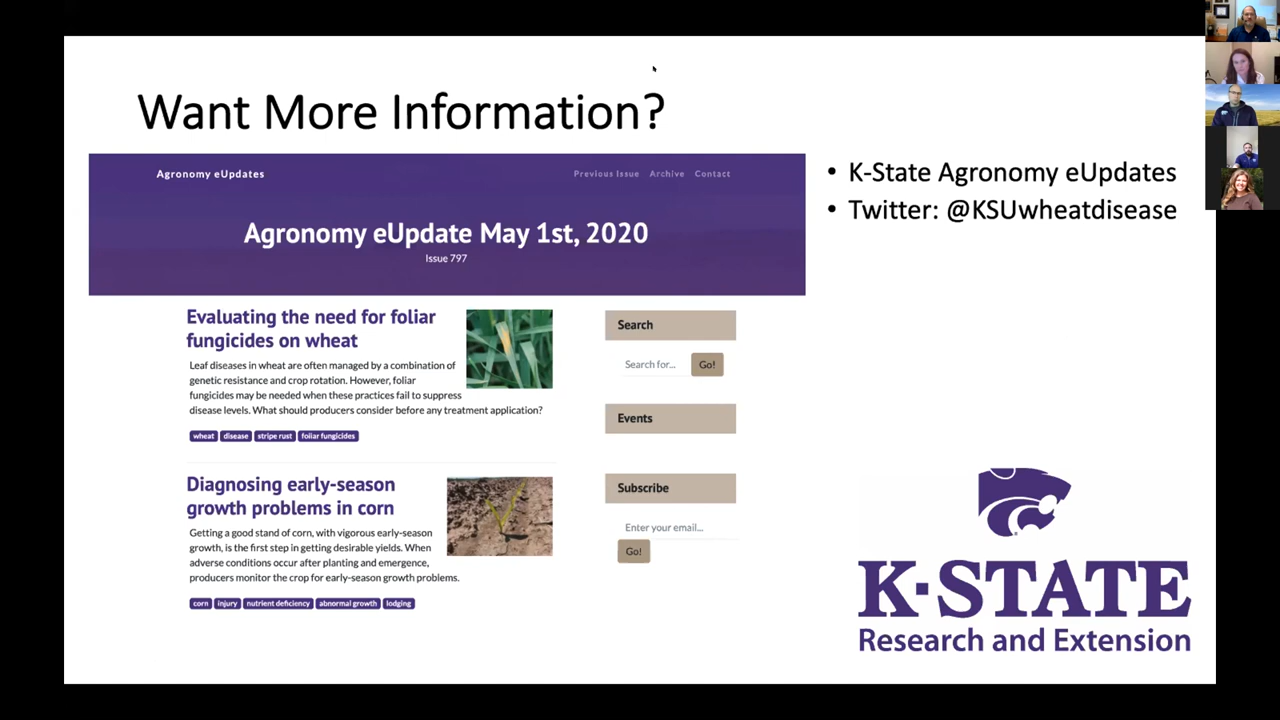 Want More Information?
Agronomy eUpdates
Previous Issue Archive Contact
Agronomy eUpdate May 1st, 2020
Issue 797
Evaluating the need for foliar
fungicides on wheat
Leaf diseases in wheat are often managed by a combination of
genetic resistance and crop rotation. However, foliar
fungicides may be needed when these practices fail to suppress
disease levels. What should producers consider before any treatment application?
wheat disease stripe rust foliar fungicides
Diagnosing early-season
growth problems in corn
Getting a good stand of corn, with vigorous early-season
growth, is the first step in getting desirable yields. When
adverse conditions occur after planting and emergence,
producers monitor the crop for early-season growth problems.
corn injury nutrient deficiency abnormal growth lodging
Search
Search for... Go!
Events
Subscribe
Enter your email...
Go!
• K-State Agronomy eUpdates
• Twitter: @KSUwheatdisease
K-STATE
Research and Extension